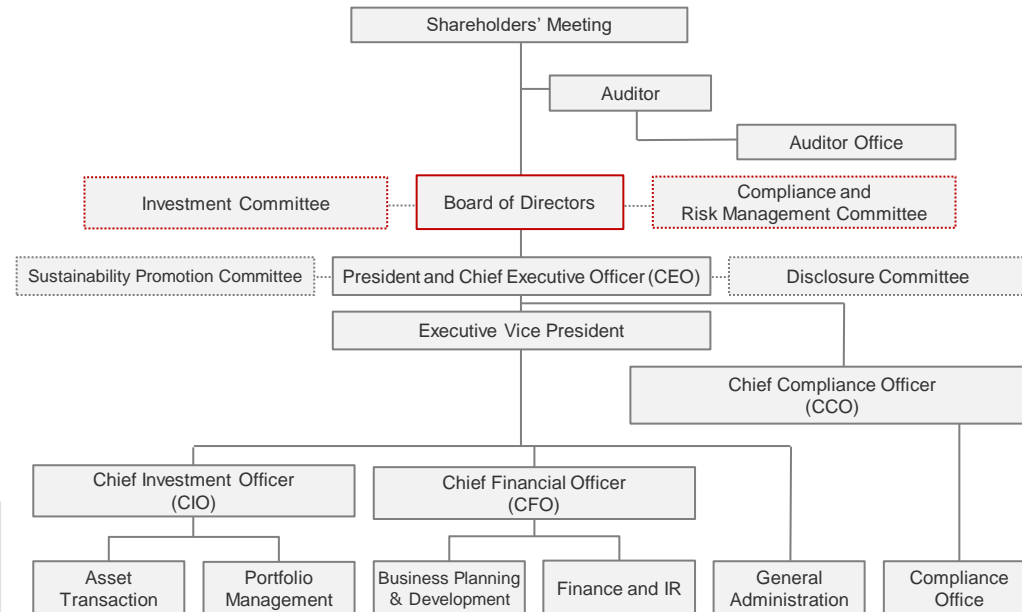 Shareholders' Meeting
Auditor
Auditor Office
Investment Committee
Board of Directors
Compliance and
Risk Management Committee
Sustainability Promotion Committee
President and Chief Executive Officer (CEO)
Disclosure Committee
Executive Vice President
Chief Compliance Officer
(CCO)
Chief Investment Officer
(CIO)
Chief Financial Officer
(CFO)
Asset
Transaction
Portfolio
Management
Business Planning
& Development
Finance and IR
General
Administration
Compliance
Office